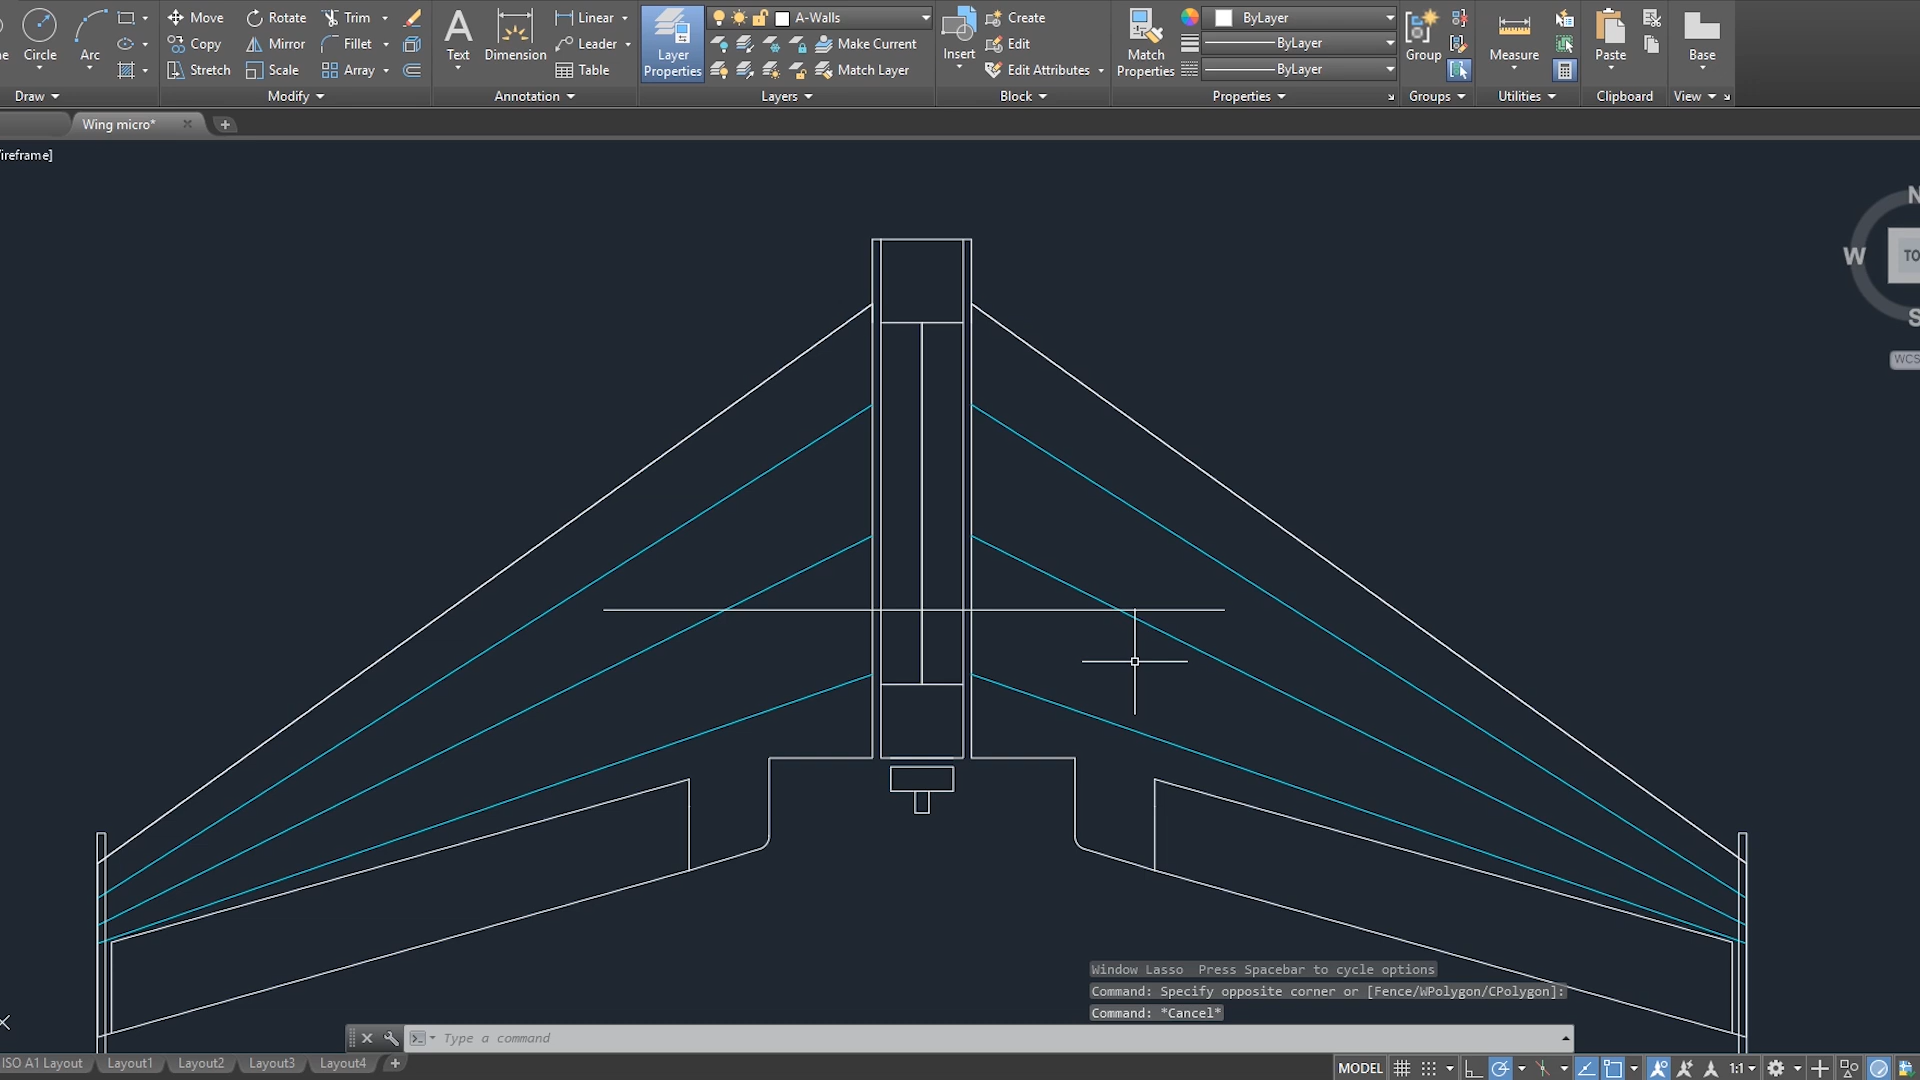 Circle
Arc
Move
Copy
Stretch
Rotate
Mirror
Scale
Trim
Fillet
Array
Text
Dimension
Linear
Leader
Table
Layer
Properties
A-Walls
Make Current
Match Layer
Insert
Create
Edit
Edit Attributes
Match
Properties
ByLayer
ByLayer
ByLayer
Group
Measure
Paste
Base
Draw
Modify
Annotation
Layers
Block
Properties
Groups
Utilities
Clipboard
View
Wing micro*
ireframe]
N
W
TO
S
WCS
Window Lasso  Press Spacebar to cycle options
Command: Specify opposite corner or [Fence/WPolygon/CPolygon]:
Command: *Cancel*
Type a command
ISO A1 Layout
Layout1
Layout2
Layout3
Layout4
MODEL
1:1